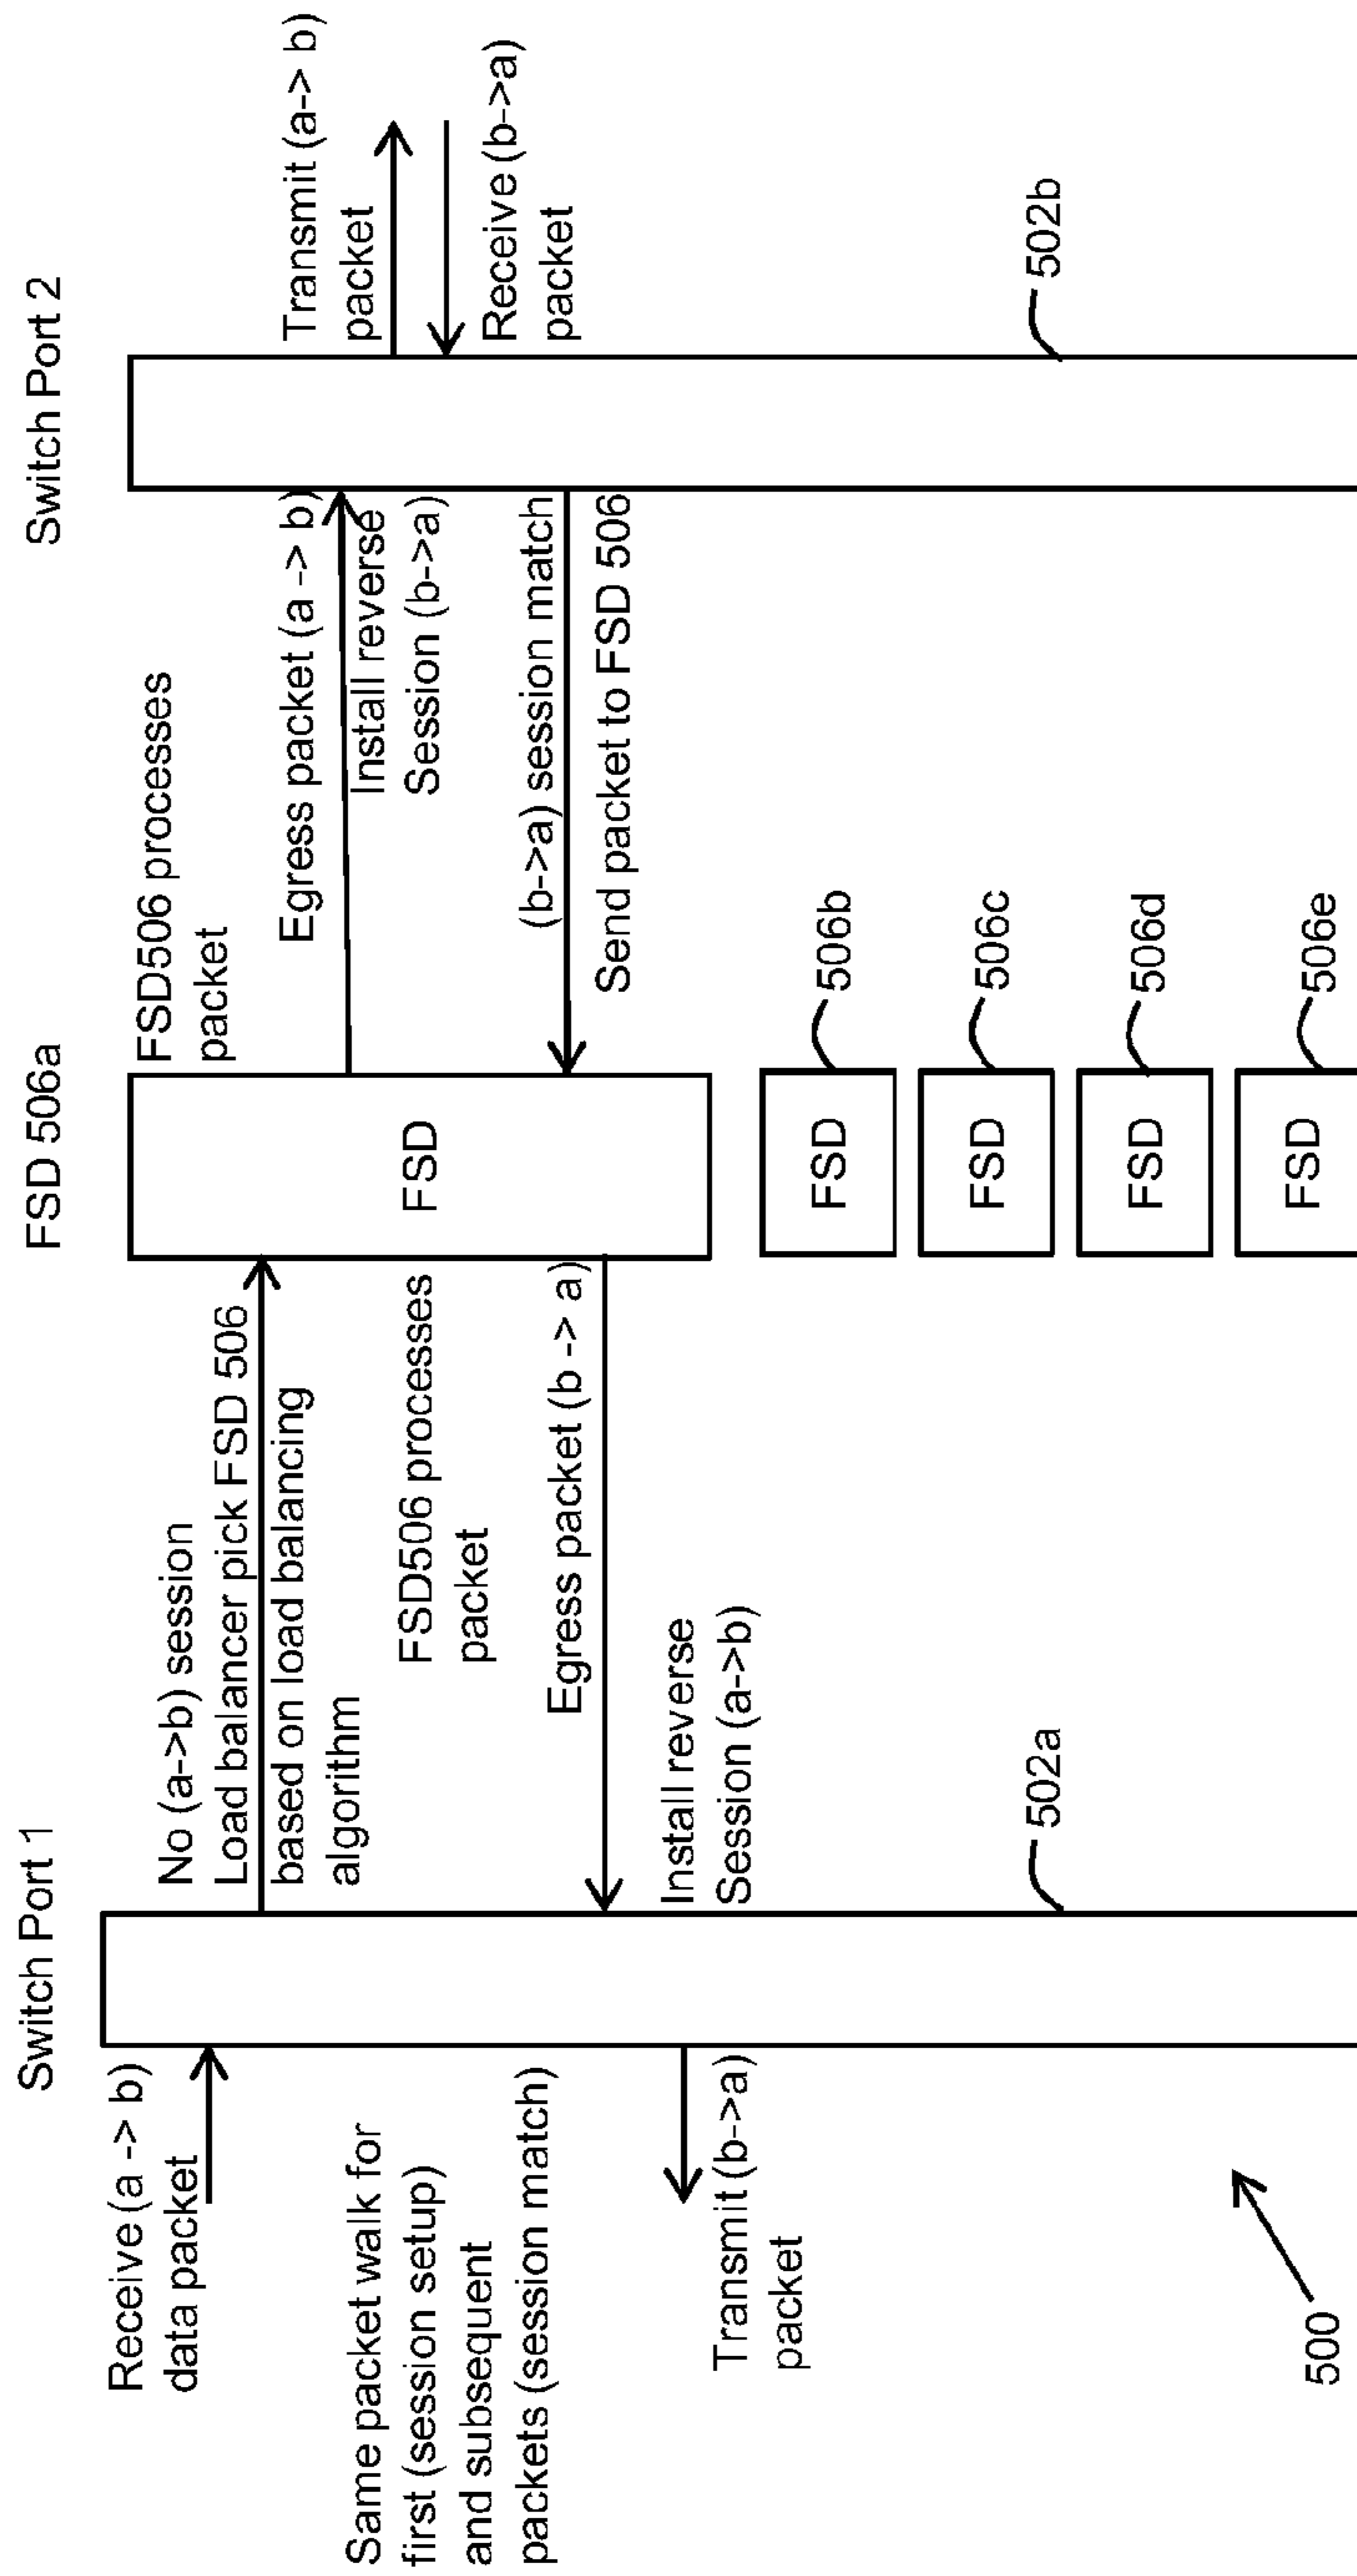 Switch Port 1
FSD 506a
Switch Port 2
Receive (a -> b)
data packet
No (a->b) session
Load balancer pick FSD 506
based on load balancing
algorithm
FSD506 processes
packet
Egress packet (a -> b)
Install reverse
Session (b->a)
Transmit (a-> b)
packet
Receive (b->a)
packet
Same packet walk for
first (session setup)
and subsequent
packets (session match)
FSD506 processes
packet
FSD
(b->a) session match
Send packet to FSD 506
Egress packet (b -> a)
Install reverse
Session (a->b)
Transmit (b->a)
packet
FSD
506b
FSD
506c
FSD
506d
FSD
506e
502a
502b
500